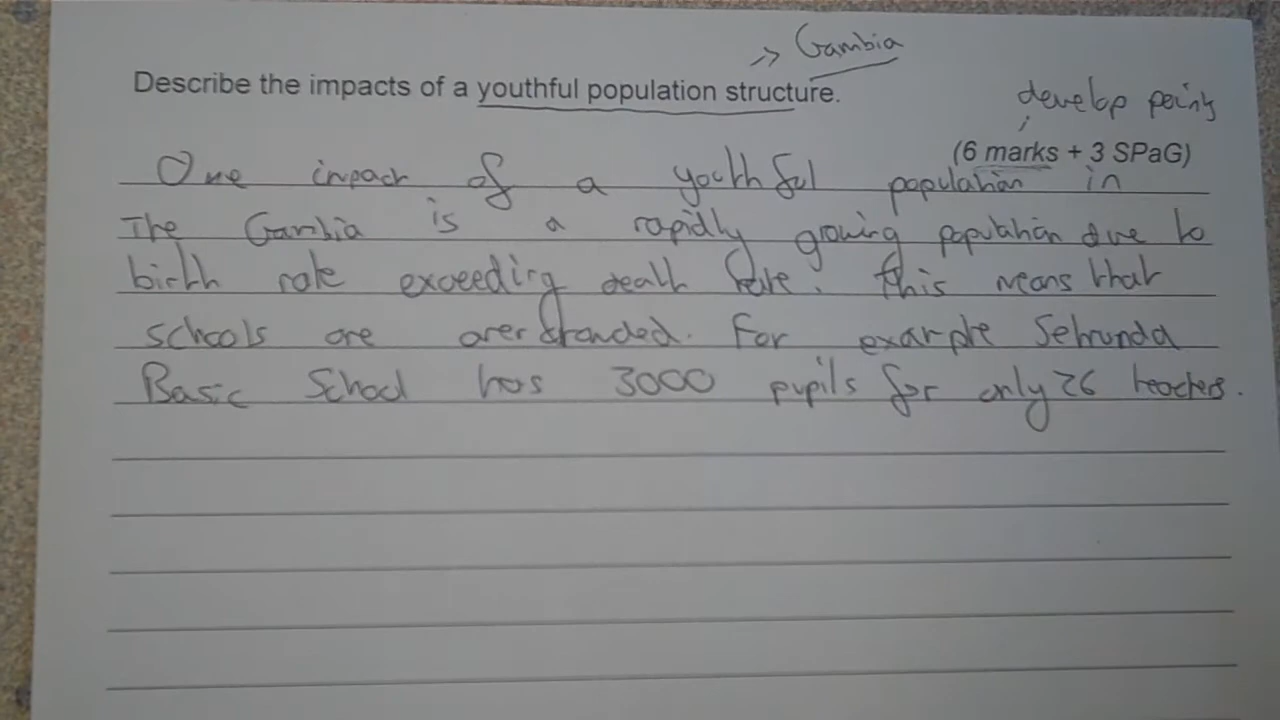 -> Gambia
Describe the impacts of a youthful population structure.
develop points
(6 marks + 3 SPaG)
One impact of a youthful population in
The Gambia is a rapidly growing population due to
birth rate exceeding death rate. This means that
schools are overcrowded. For example Sehrunda
Basic School has 3000 pupils for only 76 teachers.